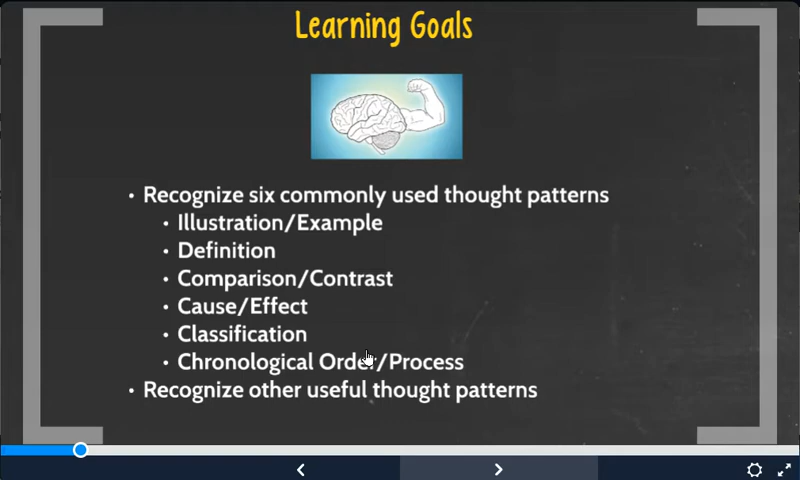 Learning Goals
• Recognize six commonly used thought patterns
• Illustration/Example
• Definition
• Comparison/Contrast
• Cause/Effect
• Classification
• Chronological Order/Process
• Recognize other useful thought patterns